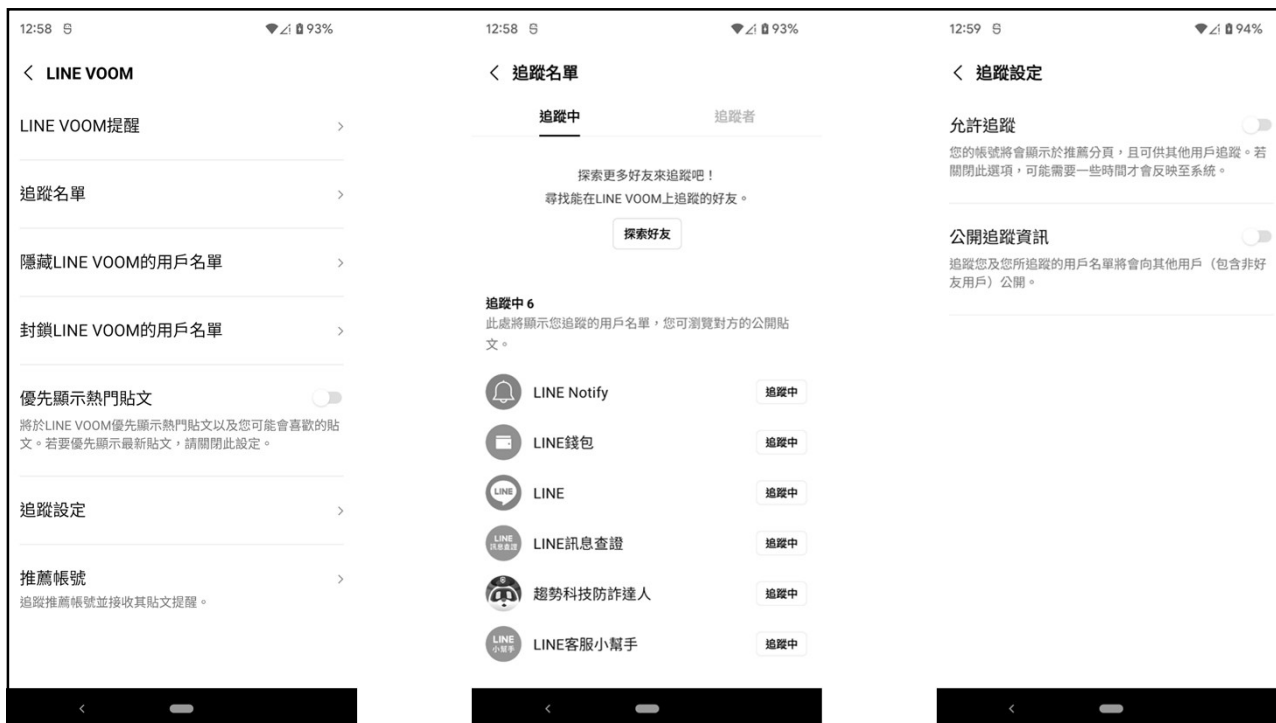 12:58 93%
LINE VOOM
LINE VOOM提醒
追蹤名單
隱藏LINE VOOM的用戶名單
封鎖LINE VOOM的用戶名單
優先顯示熱門貼文
將於LINE VOOM優先顯示熱門貼文以及您可能會喜歡的貼
文。若要優先顯示最新貼文，請關閉此設定。
追蹤設定
推薦帳號
追蹤推薦帳號並接收其貼文提醒。
12:58 93%
追蹤名單
追蹤中 追蹤者
探索更多好友來追蹤吧！
尋找能在LINE VOOM上追蹤的好友。
探索好友
追蹤中 6
此處將顯示您追蹤的用戶名單，您可瀏覽對方的公開貼
文。
LINE Notify 追蹤中
LINE錢包 追蹤中
LINE
LINE 追蹤中
LINE
訊息查證
LINE訊息查證 追蹤中
趨勢科技防詐達人 追蹤中
LINE
小幫手
LINE客服小幫手 追蹤中
12:59 94%
追蹤設定
允許追蹤
您的帳號將會顯示於推薦分頁，且可供其他用戶追蹤。若
關閉此選項，可能需要一些時間才會反映至系統。
公開追蹤資訊
追蹤您及您所追蹤的用戶名單將會向其他用戶（包含非好
友用戶）公開。